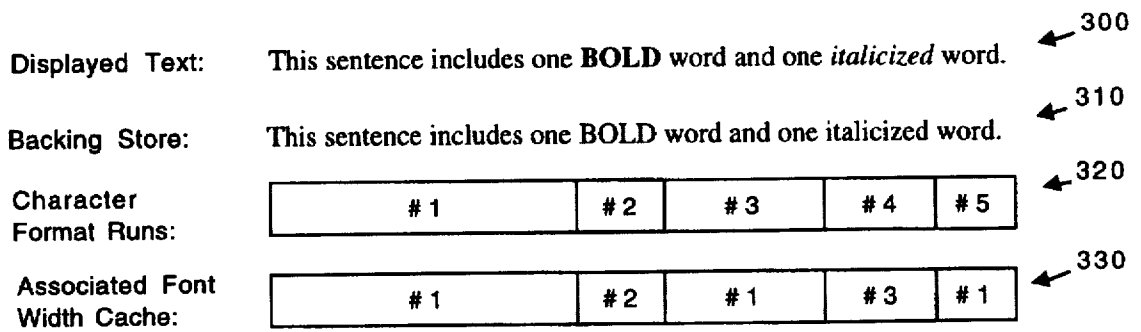 300
Displayed Text: This sentence includes one BOLD word and one italicized word.
310
Backing Store: This sentence includes one BOLD word and one italicized word.
320
Character
Format Runs: #1 #2 #3 #4 #5
330
Associated Font
Width Cache: #1 #2 #1 #3 #1